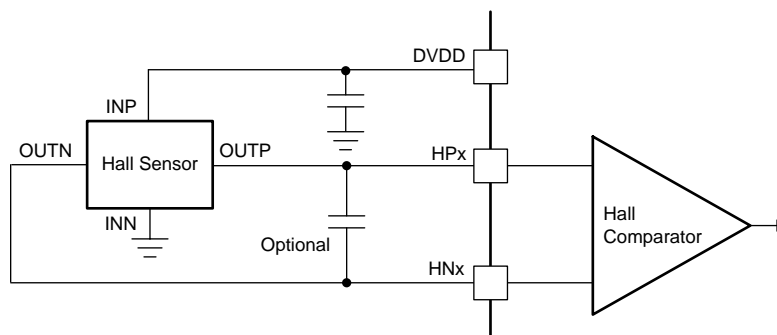 DVDD
INP
OUTN
Hall Sensor
OUTP
HPx
INN
Optional
HNx
Hall
Comparator